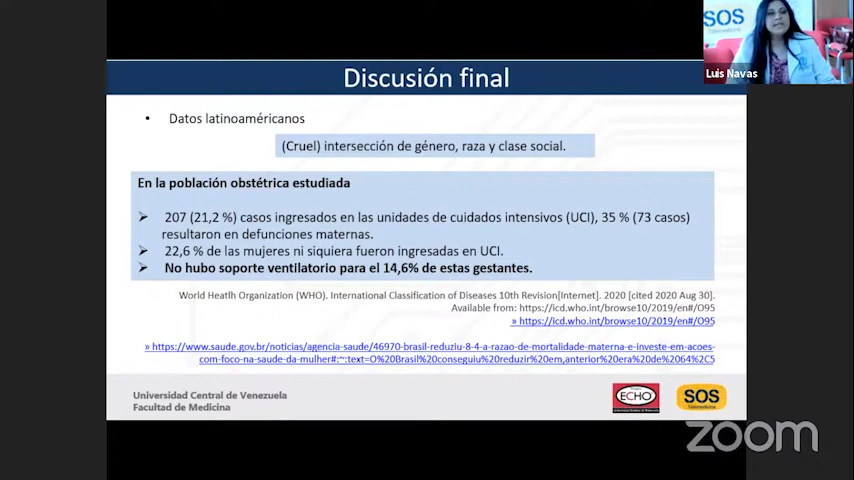 SOS
Telemedicina
Luis Navas
Discusión final
• Datos latinoaméricanos
(Cruel) intersección de género, raza y clase social.
En la población obstétrica estudiada
207 (21,2 %) casos ingresados en las unidades de cuidados intensivos (UCI), 35 % (73 casos)
resultaron en defunciones maternas.
22,6 % de las mujeres ni siquiera fueron ingresadas en UCI.
No hubo soporte ventilatorio para el 14,6% de estas gestantes.
World Heatlh Organization (WHO). International Classification of Diseases 10th Revision[Internet]. 2020 [cited 2020 Aug 30].
Available from: https://icd.who.int/browse10/2019/en#/O95
» https://icd.who.int/browse10/2019/en#/O95
» https://www.saude.gov.br/noticias/agencia-saude/46970-brasil-reduziu-8-4-a-razao-de-mortalidade-materna-e-investe-em-acoes-
com-foco-na-saude-da-mulher#:~:text=O%20Brasil%20conseguiu%20reduzir%20em,anterior%20era%20de%2064%2C5
Universidad Central de Venezuela
Facultad de Medicina
ECHO
SOS
Telemedicina
zoom